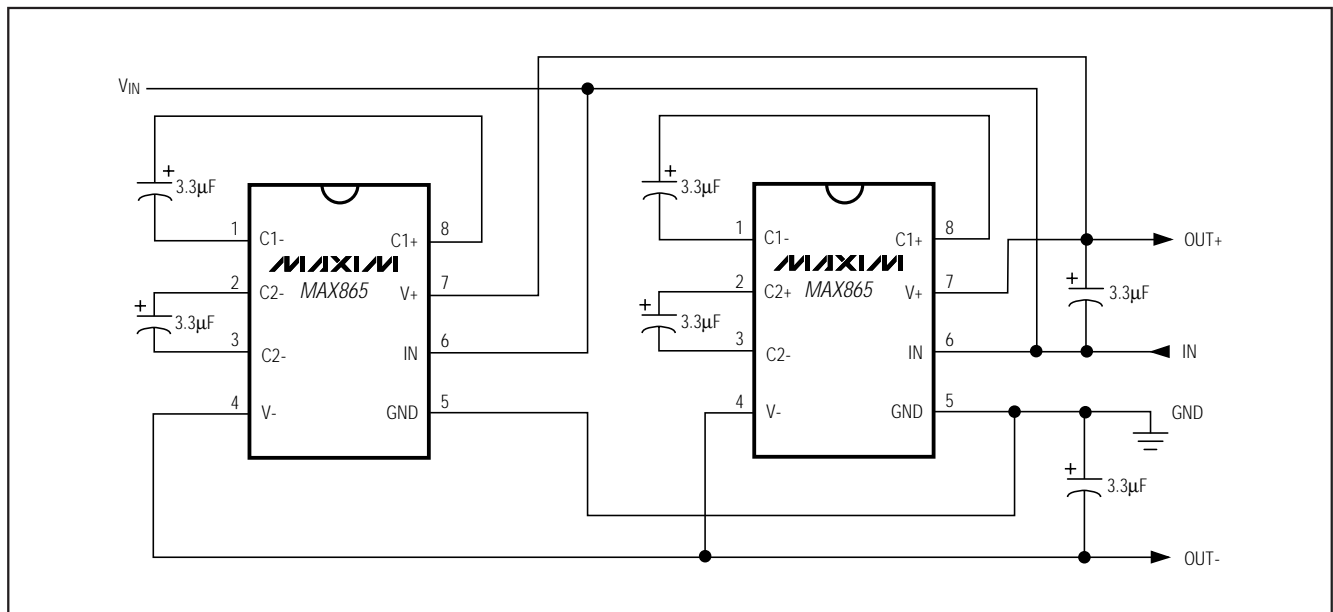 VIN
+
3.3µF
1
C1-
C1+
8
MAXIM
MAX865
2
C2-
V+
7
+
3.3µF
3
C2-
IN
6
4
V-
GND
5
+
3.3µF
1
C1-
C1+
8
MAXIM
MAX865
2
C2+
V+
7
+
3.3µF
3
C2-
IN
6
4
V-
GND
5
OUT+
+
3.3µF
IN
GND
+
3.3µF
OUT-